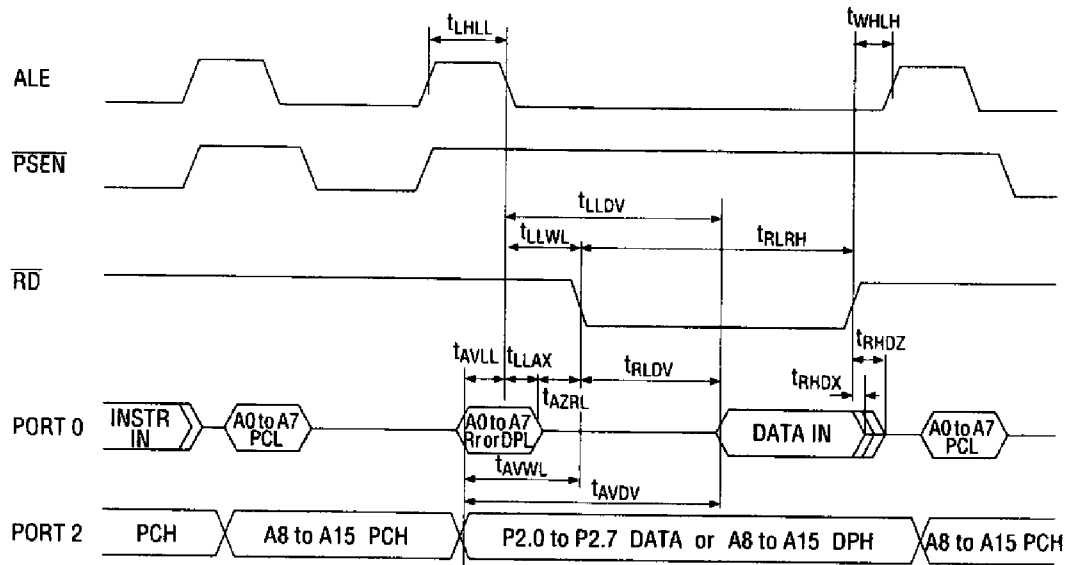 tLHLL
tWHLH
ALE
PSEN
tLLDV
tLLWL
tRLRH
RD
tAVLL
tLLAX
tRLDV
tRHDZ
tAZRL
tRHDX
PORT 0
INSTR
IN
A0 to A7
PCL
A0 to A7
Rr or DPL
DATA IN
A0 to A7
PCL
tAVWL
tAVDV
PORT 2
PCH
A8 to A15 PCH
P2.0 to P2.7 DATA or A8 to A15 DPH
A8 to A15 PCH